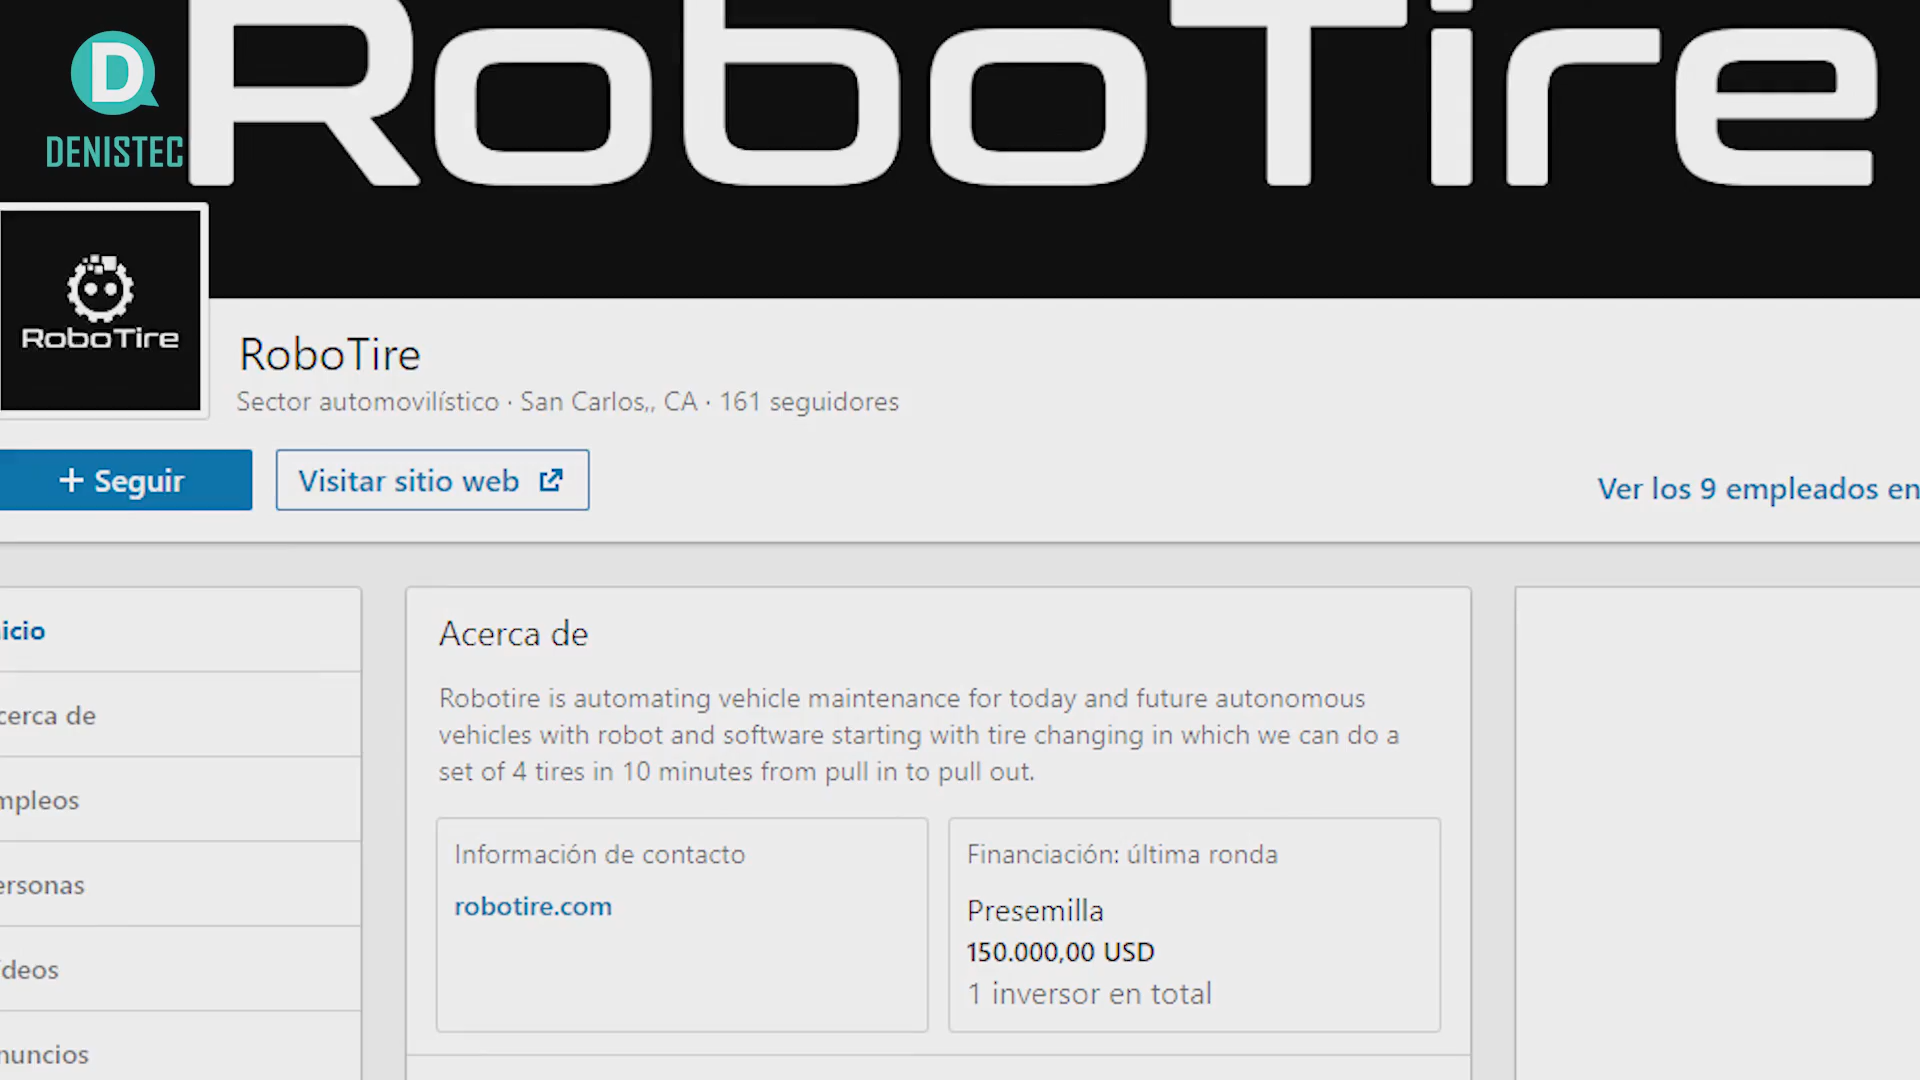 RoboTire
D
DENISTEC
RoboTire
RoboTire
Sector automovilístico · San Carlos,, CA · 161 seguidores
+ Seguir
Visitar sitio web
Ver los 9 empleados en
icio
cerca de
mpleos
ersonas
ídeos
nuncios
Acerca de
Robotire is automating vehicle maintenance for today and future autonomous
vehicles with robot and software starting with tire changing in which we can do a
set of 4 tires in 10 minutes from pull in to pull out.
Información de contacto
robotire.com
Financiación: última ronda
Presemilla
150.000,00 USD
1 inversor en total